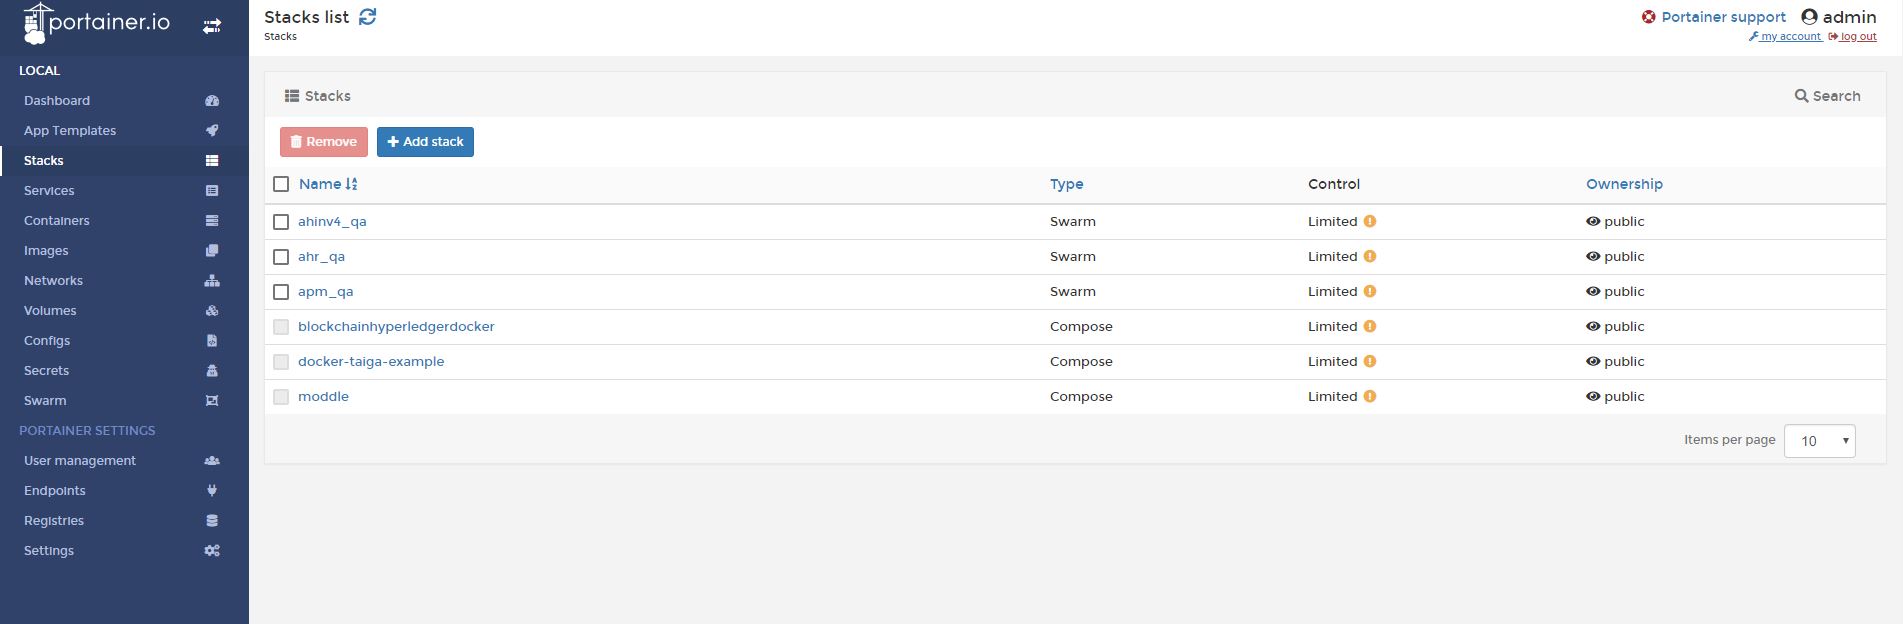 portainer.io
Stacks list
Stacks
Portainer support admin
my account log out
LOCAL
Dashboard
App Templates
Stacks
Services
Containers
Images
Networks
Volumes
Configs
Secrets
Swarm
PORTAINER SETTINGS
User management
Endpoints
Registries
Settings
Stacks Search
Remove Add stack
Name Type Control Ownership
ahinv4_qa Swarm Limited public
ahr_qa Swarm Limited public
apm_qa Swarm Limited public
blockchainhyperledgerdocker Compose Limited public
docker-taiga-example Compose Limited public
moddle Compose Limited public
Items per page 10